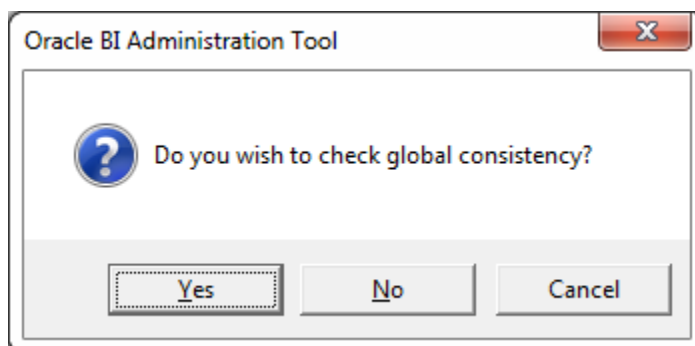 Oracle BI Administration Tool
Do you wish to check global consistency?
Yes
No
Cancel